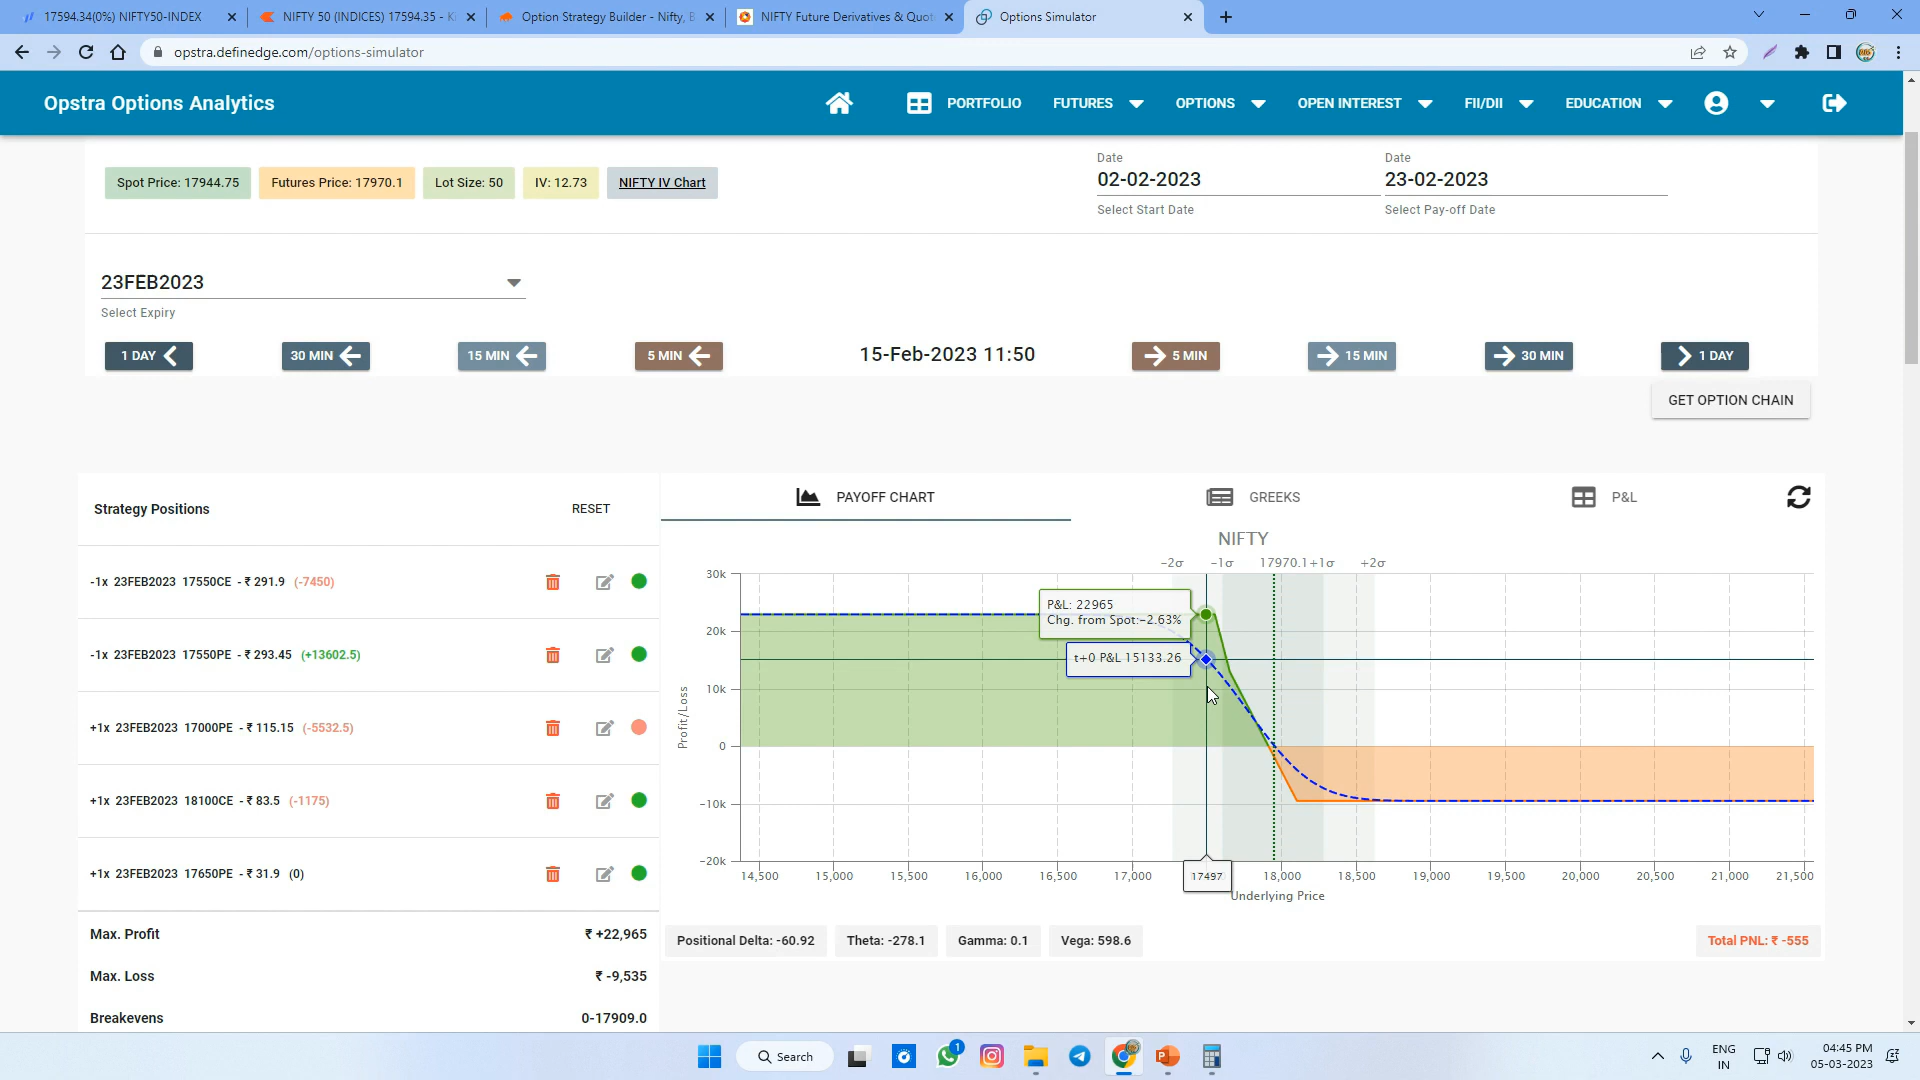 17594.34(0%) NIFTY50-INDEX
NIFTY 50 (INDICES) 17594.35 - Ki
Option Strategy Builder - Nifty, B
NIFTY Future Derivatives & Quot
Options Simulator
opstra.definedge.com/options-simulator
Opstra Options Analytics
PORTFOLIO
FUTURES
OPTIONS
OPEN INTEREST
FII/DII
EDUCATION
Spot Price: 17944.75
Futures Price: 17970.1
Lot Size: 50
IV: 12.73
NIFTY IV Chart
Date
02-02-2023
Select Start Date
Date
23-02-2023
Select Pay-off Date
23FEB2023
Select Expiry
1 DAY
30 MIN
15 MIN
5 MIN
15-Feb-2023 11:50
5 MIN
15 MIN
30 MIN
1 DAY
GET OPTION CHAIN
Strategy Positions
RESET
-1x 23FEB2023 17550CE - ₹ 291.9 (-7450)
-1x 23FEB2023 17550PE - ₹ 293.45 (+13602.5)
+1x 23FEB2023 17000PE - ₹ 115.15 (-5532.5)
+1x 23FEB2023 18100CE - ₹ 83.5 (-1175)
+1x 23FEB2023 17650PE - ₹ 31.9 (0)
Max. Profit ₹ +22,965
Max. Loss ₹ -9,535
Breakevens 0-17909.0
PAYOFF CHART
GREEKS
P&L
NIFTY
-2σ -1σ 17970.1 +1σ +2σ
30k
20k
10k
0
-10k
-20k
Profit/Loss
P&L: 22965
Chg. from Spot:-2.63%
t+0 P&L 15133.26
17497
14,500 15,000 15,500 16,000 16,500 17,000 18,000 18,500 19,000 19,500 20,000 20,500 21,000 21,500
Underlying Price
Positional Delta: -60.92
Theta: -278.1
Gamma: 0.1
Vega: 598.6
Total PNL: ₹ -555
Search
1
ENG
IN
04:45 PM
05-03-2023